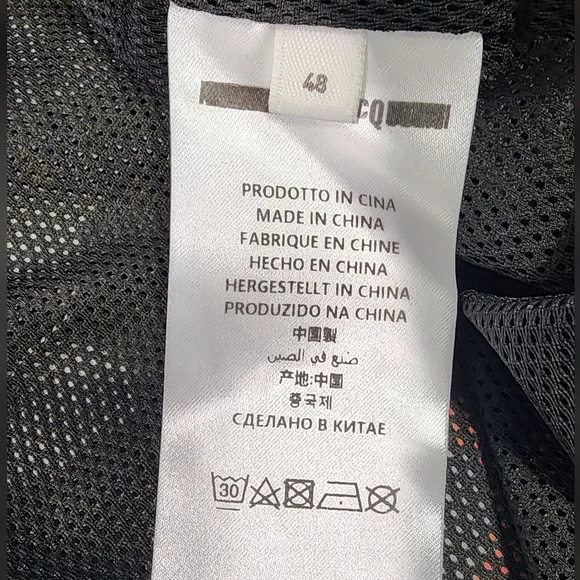 48
CQ
PRODOTTO IN CINA
MADE IN CHINA
FABRIQUE EN CHINE
HECHO EN CHINA
HERGESTELLT IN CHINA
PRODUZIDO NA CHINA
中國製
صنع في الصين
产地:中国
중국제
СДЕЛАНО В КИТАЕ
30